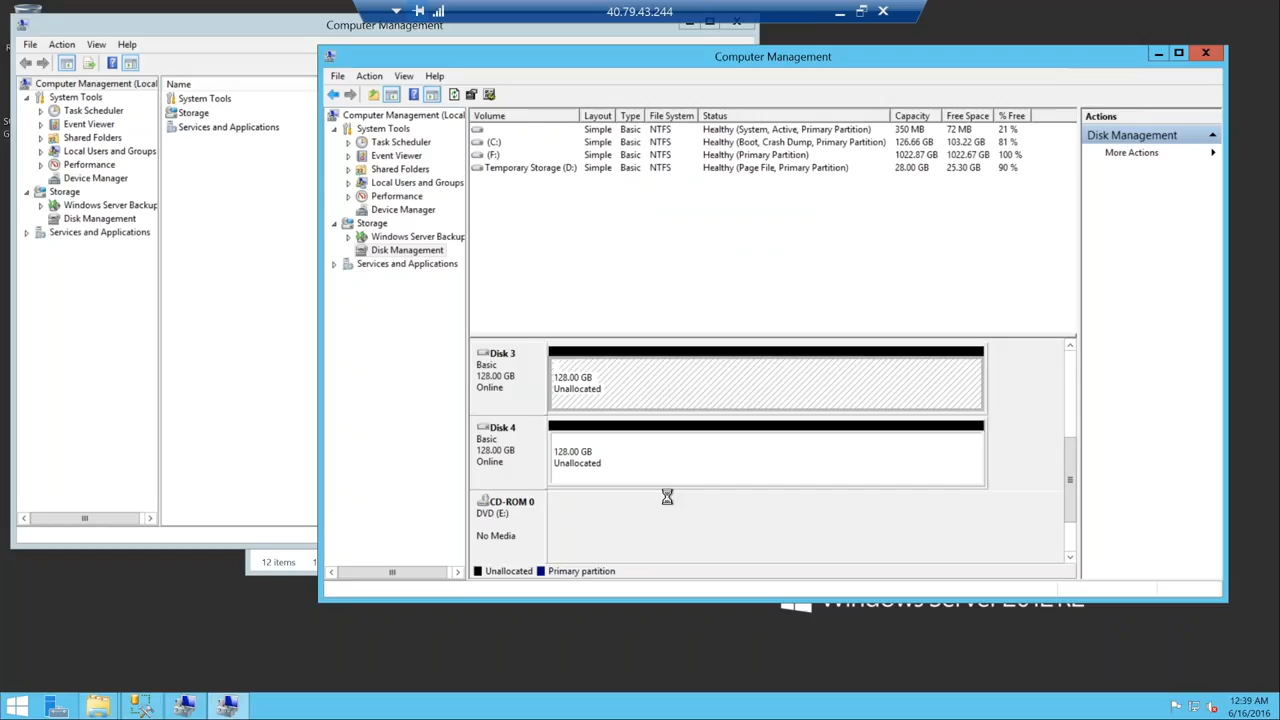 40.79.43.244
Computer Management
File Action View Help
Computer Management (Local
System Tools
Task Scheduler
Event Viewer
Shared Folders
Local Users and Groups
Performance
Device Manager
Storage
Windows Server Backup
Disk Management
Services and Applications
Name
System Tools
Storage
Services and Applications
12 items
Computer Management
File Action View Help
Computer Management (Local
System Tools
Task Scheduler
Event Viewer
Shared Folders
Local Users and Groups
Performance
Device Manager
Storage
Windows Server Backup
Disk Management
Services and Applications
Volume Layout Type File System Status Capacity Free Space % Free
Simple Basic NTFS Healthy (System, Active, Primary Partition) 350 MB 72 MB 21 %
(C:) Simple Basic NTFS Healthy (Boot, Crash Dump, Primary Partition) 126.66 GB 103.22 GB 81 %
(F:) Simple Basic NTFS Healthy (Primary Partition) 1022.87 GB 1022.67 GB 100 %
Temporary Storage (D:) Simple Basic NTFS Healthy (Page File, Primary Partition) 28.00 GB 25.30 GB 90 %
Disk 3
Basic
128.00 GB
Online
128.00 GB
Unallocated
Disk 4
Basic
128.00 GB
Online
128.00 GB
Unallocated
CD-ROM 0
DVD (E:)
No Media
Unallocated Primary partition
Actions
Disk Management
More Actions
Windows Server 2012 R2
12:39 AM
6/16/2016